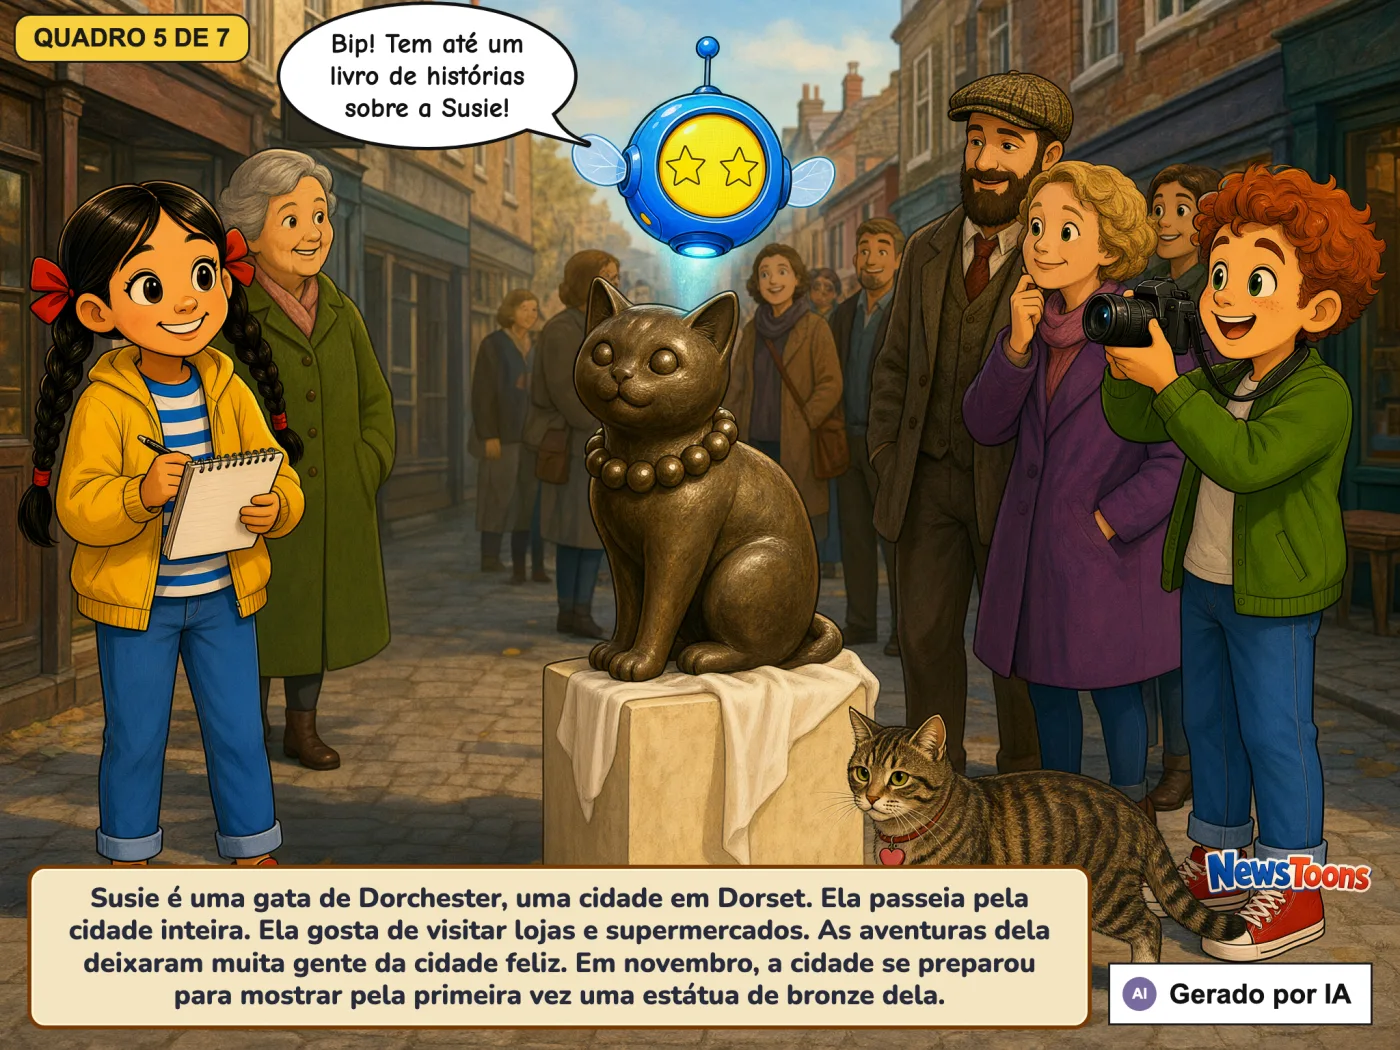 QUADRO 5 DE 7
Bip! Tem até um
livro de histórias
sobre a Susie!
Susie é uma gata de Dorchester, uma cidade em Dorset. Ela passeia pela
cidade inteira. Ela gosta de visitar lojas e supermercados. As aventuras dela
deixaram muita gente da cidade feliz. Em novembro, a cidade se preparou
para mostrar pela primeira vez uma estátua de bronze dela.
NewsToons
AI Gerado por IA